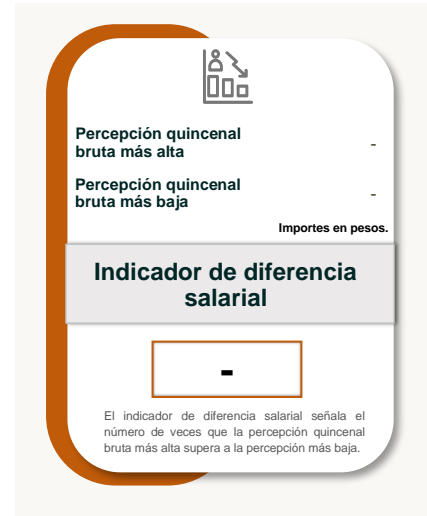 Percepción quincenal
bruta más alta
-
Percepción quincenal
bruta más baja
-
Importes en pesos.
Indicador de diferencia
salarial
-
El indicador de diferencia salarial señala el
número de veces que la percepción quincenal
bruta más alta supera a la percepción más baja.